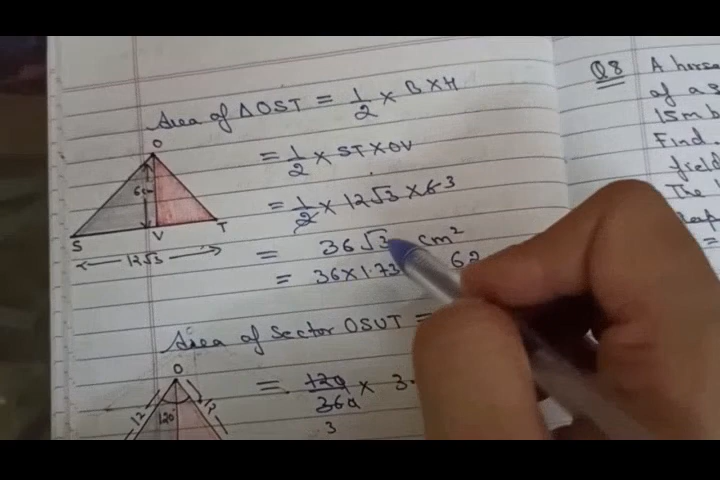 Area of ΔOST = 1/2 × B × H
= 1/2 × ST × OV
= 1/2 × 12√3 × 6 3
= 36√3 cm²
= 36×1.73 62
O
6cm
S V T
12√3
Area of Sector OSUT =
= 120/360 × 3.
3
O
12 120° 12
Q8 A horse
of a s
15m
Find
field
The
=